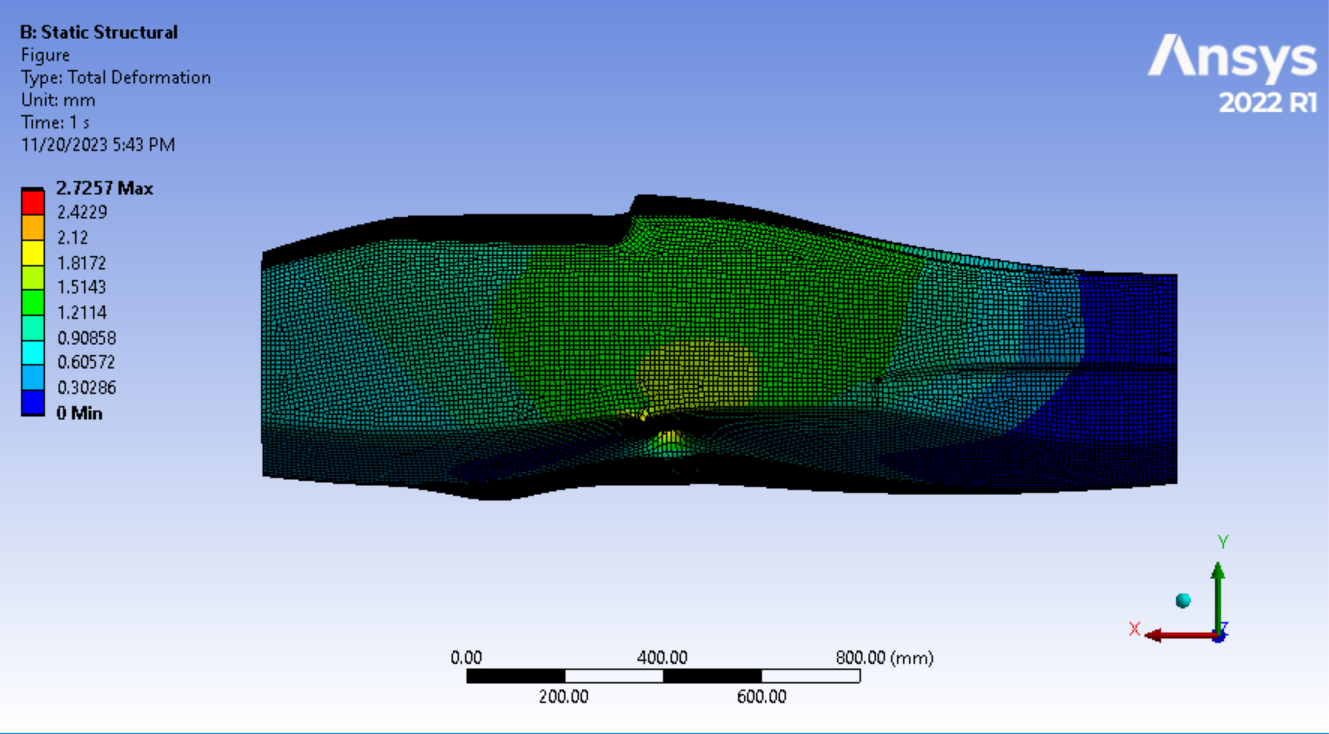 B: Static Structural
Figure
Type: Total Deformation
Unit: mm
Time: 1 s
11/20/2023 5:43 PM
Ansys
2022 R1
2.7257 Max
2.4229
2.12
1.8172
1.5143
1.2114
0.90858
0.60572
0.30286
0 Min
Y
X
Z
0.00 400.00 800.00 (mm)
200.00 600.00